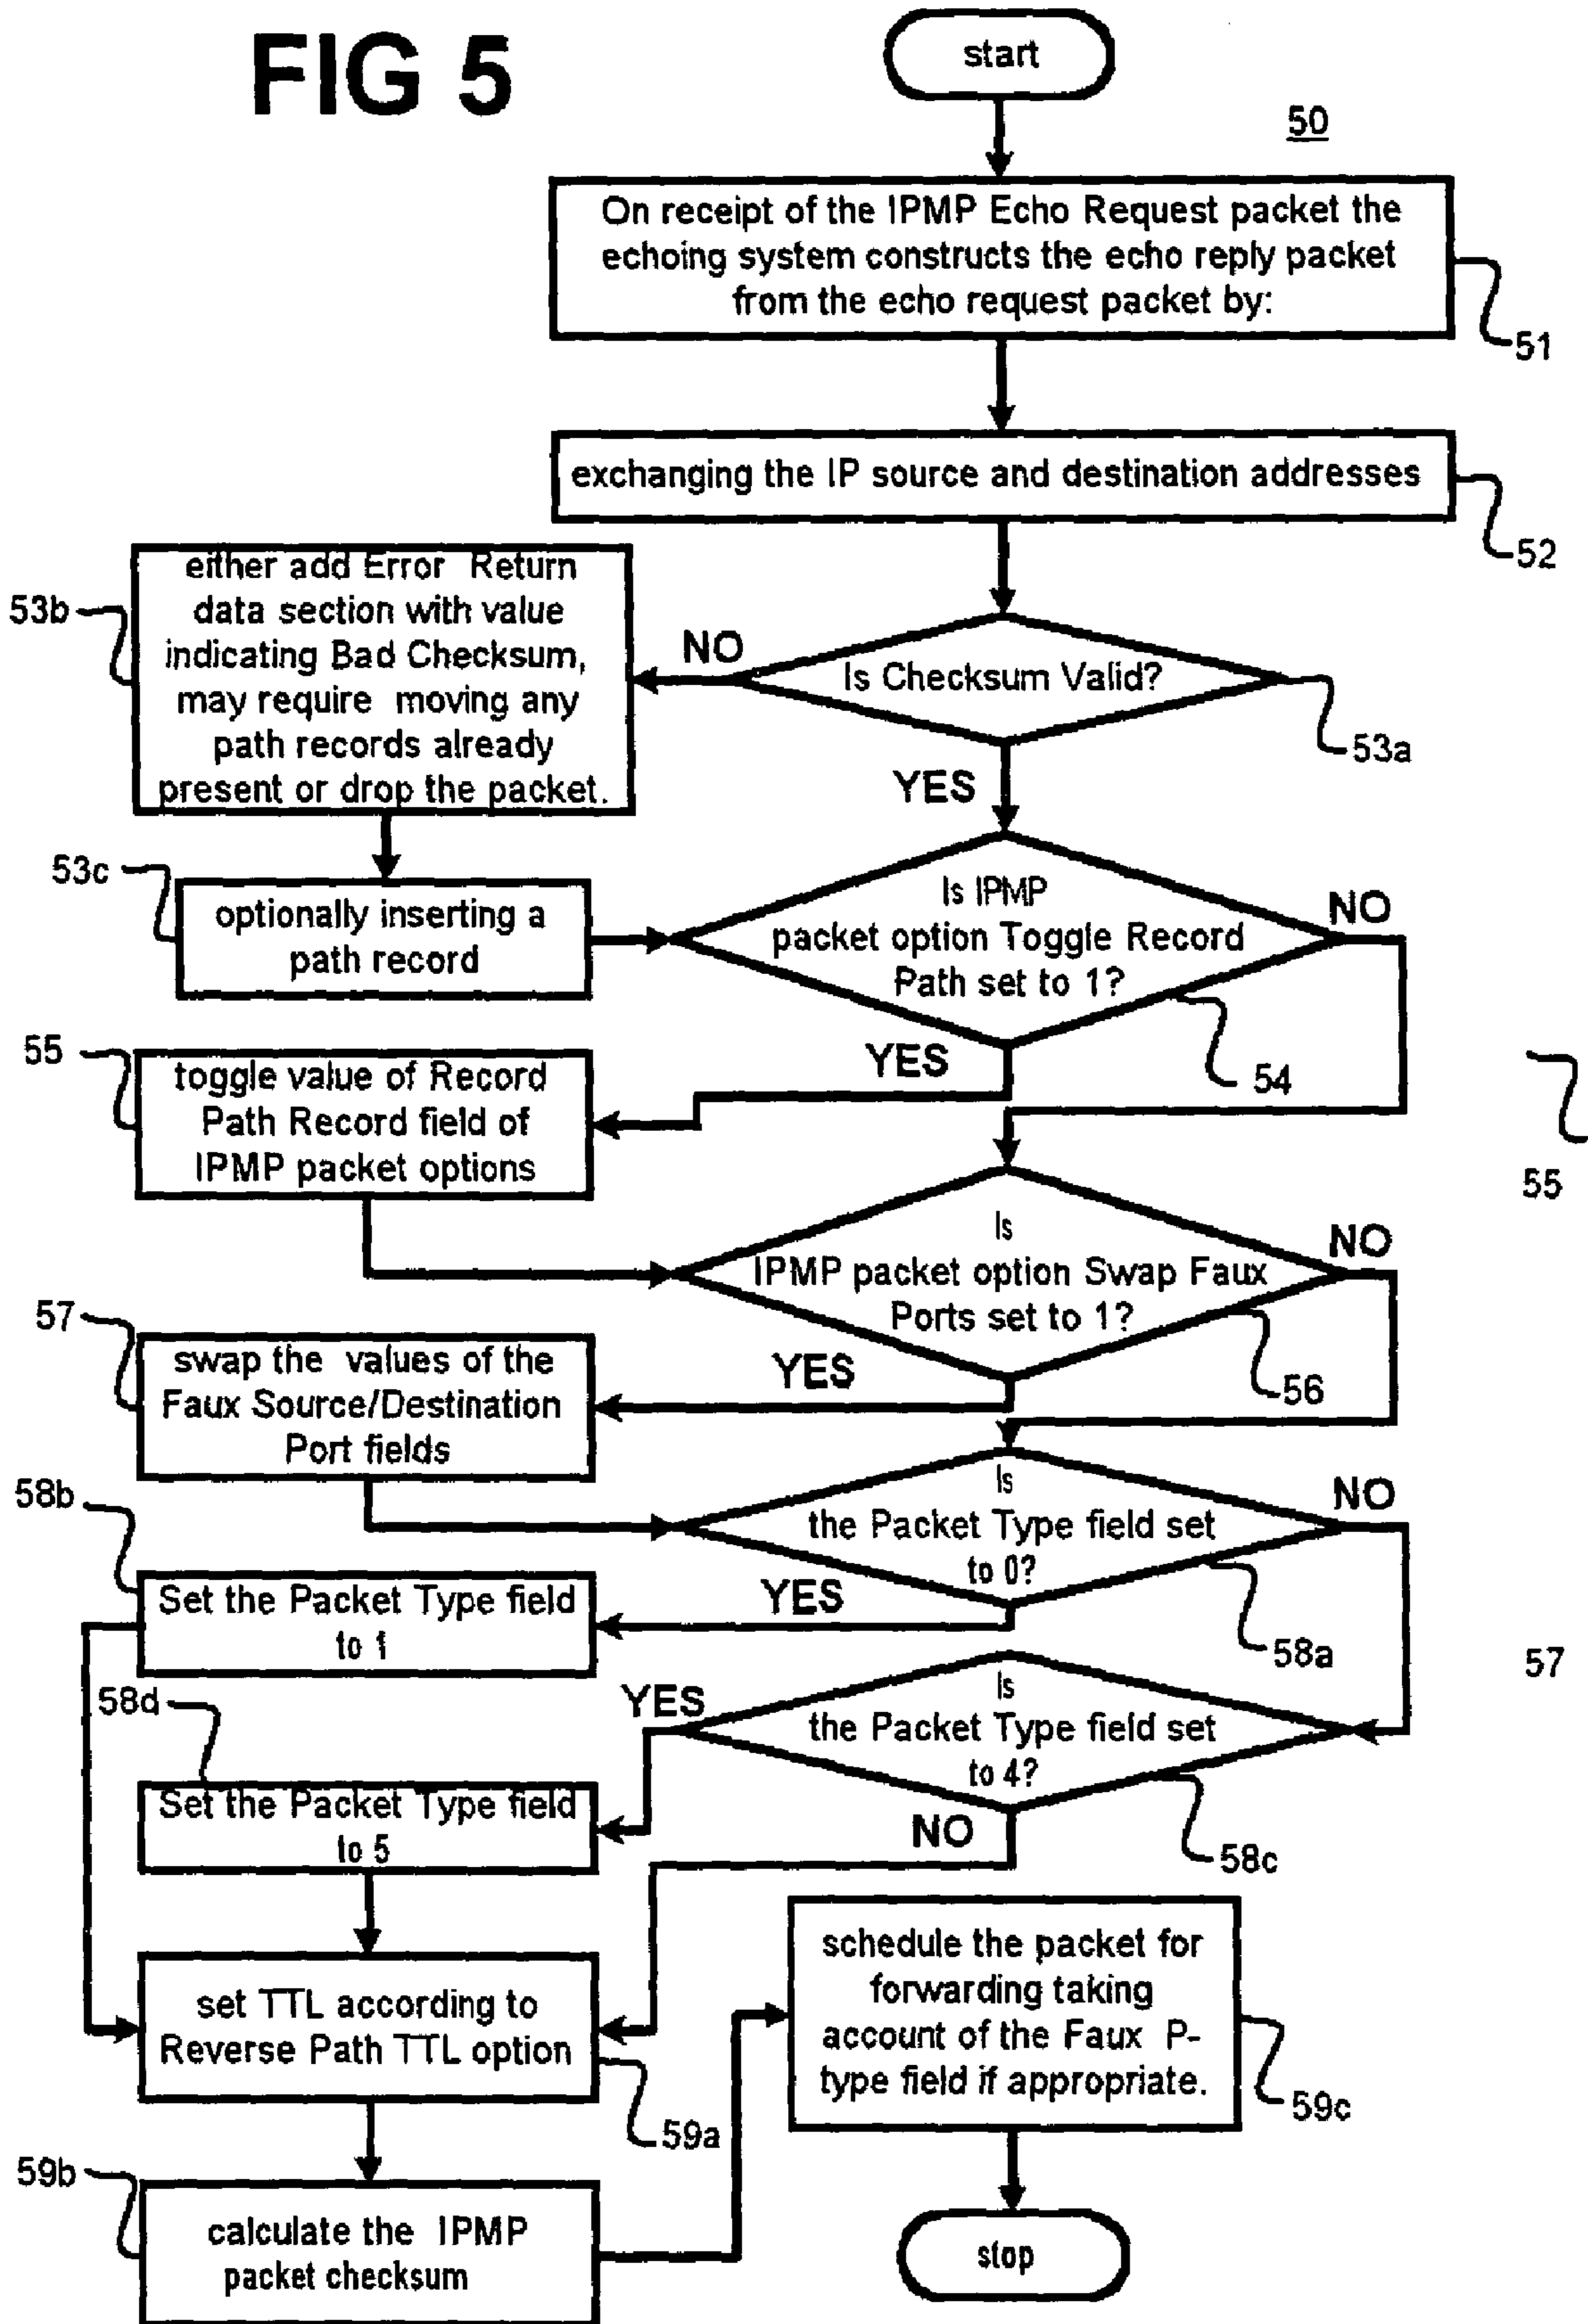 FIG 5
start
50
On receipt of the IPMP Echo Request packet the
echoing system constructs the echo reply packet
from the echo request packet by:
51
exchanging the IP source and destination addresses
52
either add Error Return
data section with value
indicating Bad Checksum,
may require moving any
path records already
present or drop the packet.
53b
NO
Is Checksum Valid?
53a
YES
53c
optionally inserting a
path record
Is IPMP
packet option Toggle Record
Path set to 1?
NO
54
YES
55
toggle value of Record
Path Record field of
IPMP packet options
55
Is
IPMP packet option Swap Faux
Ports set to 1?
NO
56
YES
57
swap the values of the
Faux Source/Destination
Port fields
Is
the Packet Type field set
to 0?
NO
58a
YES
58b
Set the Packet Type field
to 1
57
Is
the Packet Type field set
to 4?
YES
58c
NO
58d
Set the Packet Type field
to 5
set TTL according to
Reverse Path TTL option
59a
59b
calculate the IPMP
packet checksum
schedule the packet for
forwarding taking
account of the Faux P-
type field if appropriate.
59c
stop